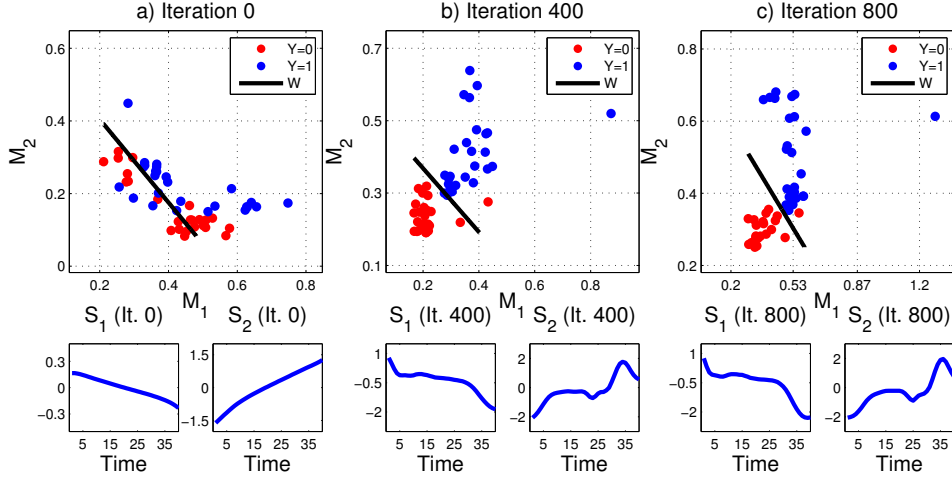 a) Iteration 0
b) Iteration 400
c) Iteration 800
0.6
0.4
0.2
0
M2
0.2 0.4 0.6 0.8
M1
Y=0
Y=1
W
0.7
0.5
0.3
0.1
M2
0.2 0.4 0.6 0.8
M1
Y=0
Y=1
W
0.8
0.6
0.4
0.2
M2
0.2 0.53 0.87 1.2
M1
Y=0
Y=1
W
S1 (It. 0)
0.3
0
−0.3
5 15 25 35
Time
S2 (It. 0)
1.5
0
−1.5
5 15 25 35
Time
S1 (It. 400)
1
−0.5
−2
5 15 25 35
Time
S2 (It. 400)
2
0
−2
5 15 25 35
Time
S1 (It. 800)
1
−0.5
−2
5 15 25 35
Time
S2 (It. 800)
2
0
−2
5 15 25 35
Time